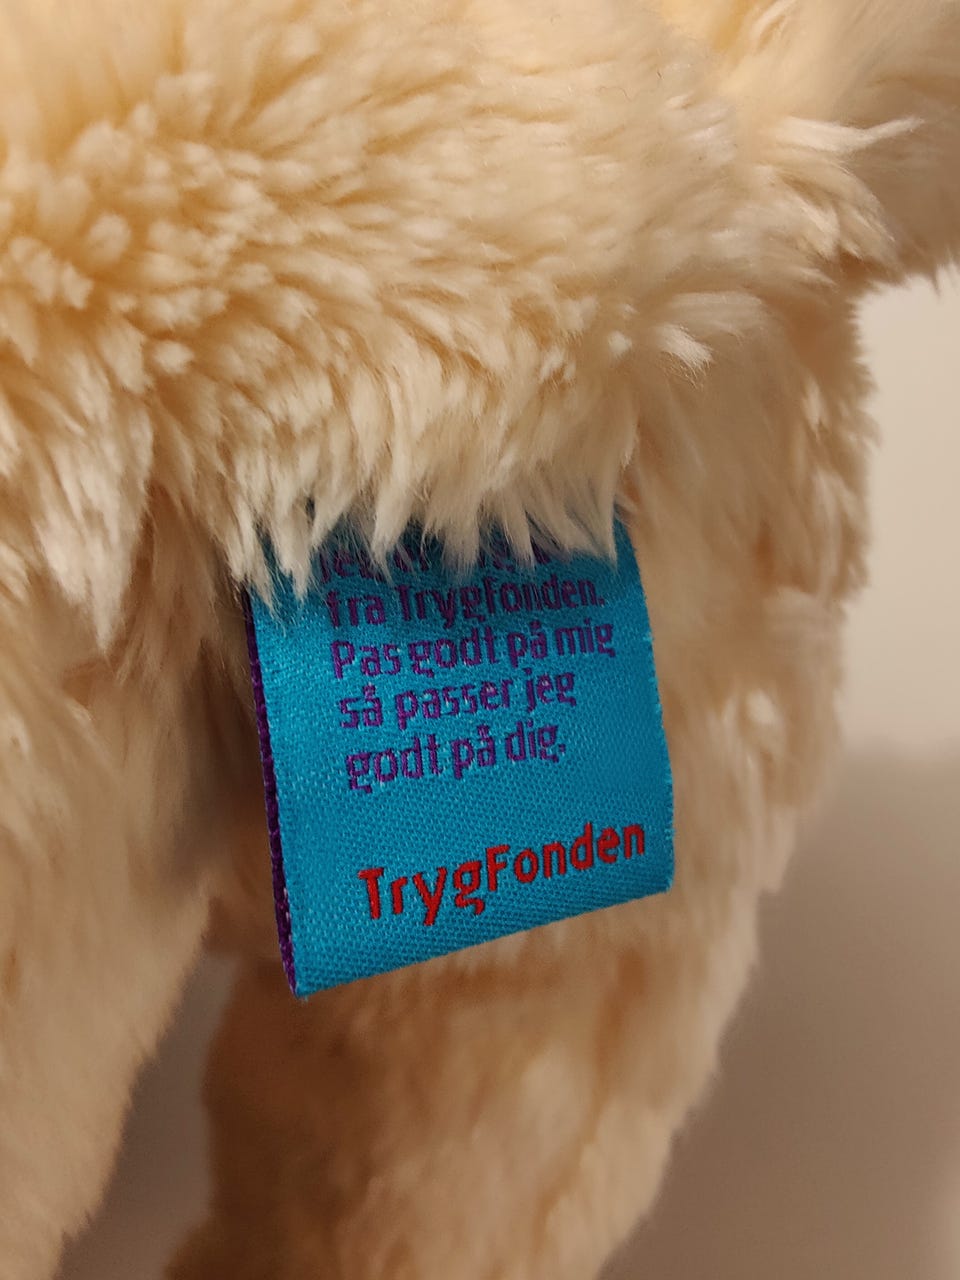 fra Trygfonden.
Pas godt på mig
så passer jeg
godt på dig.
TrygFonden